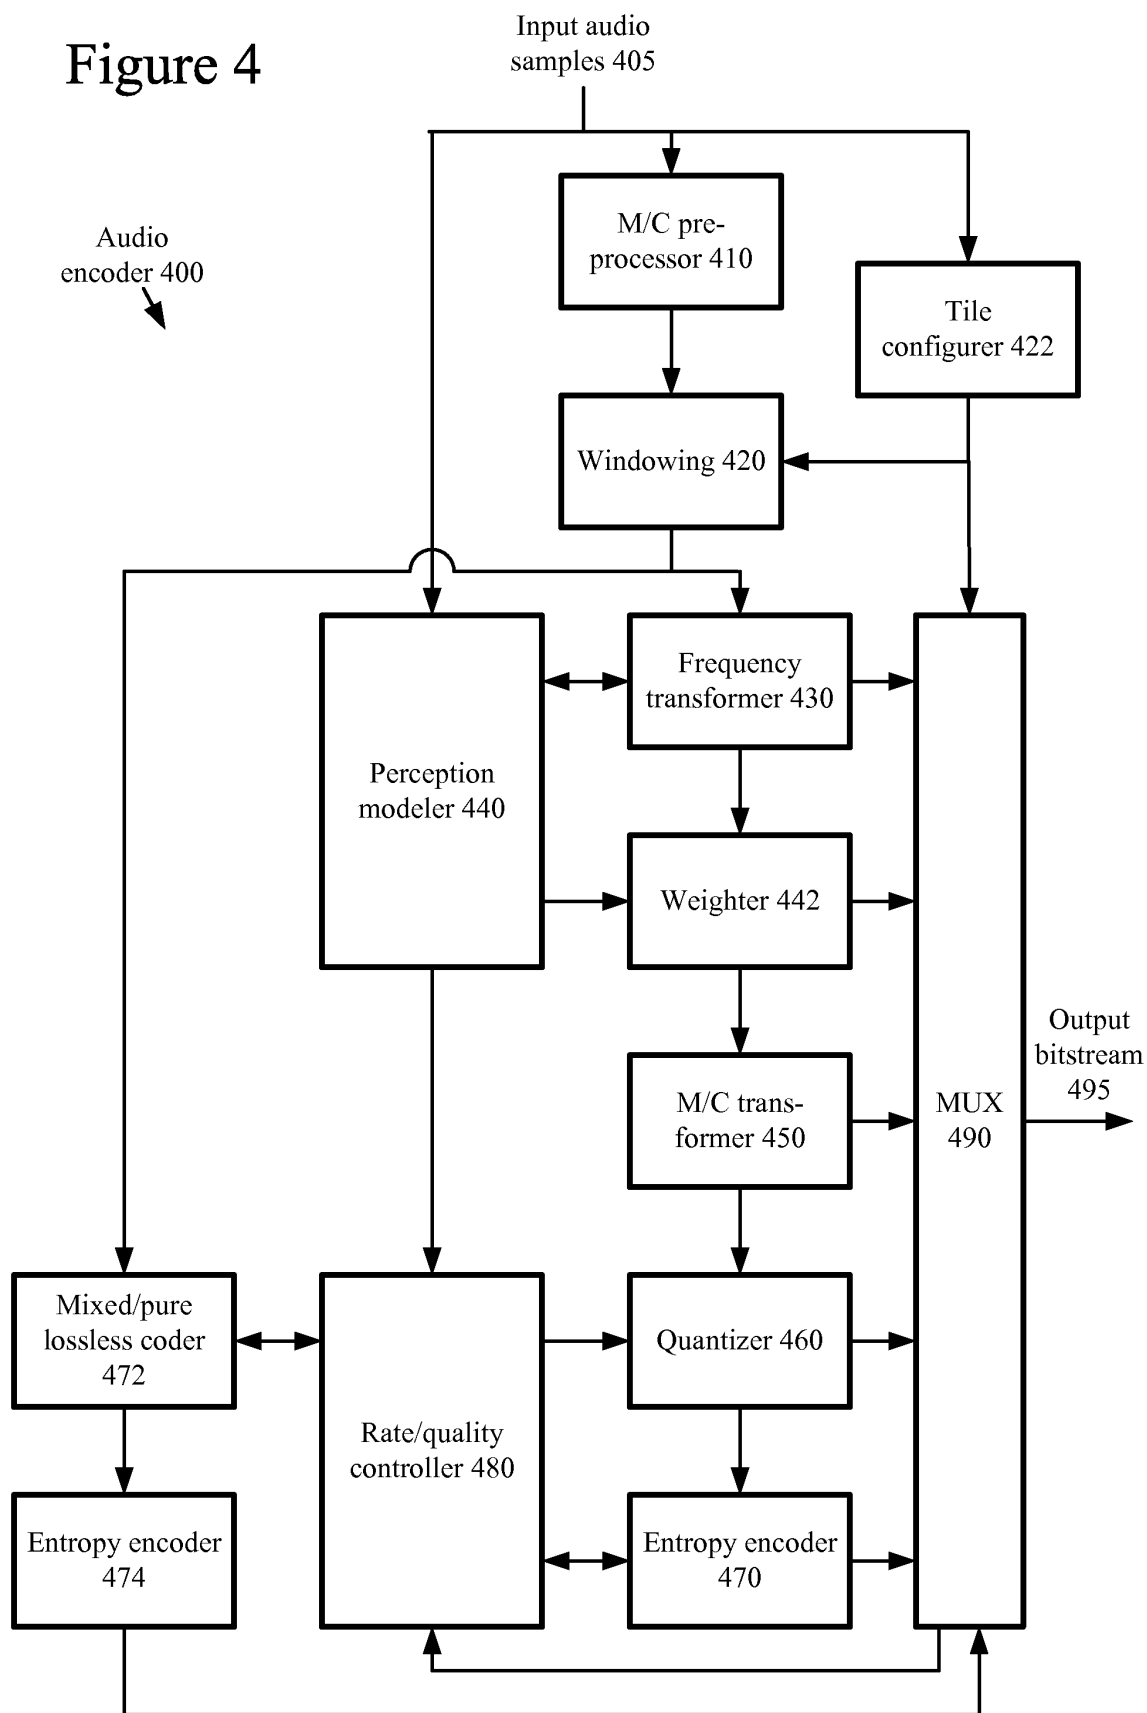 Figure 4
Input audio
samples 405
Audio
encoder 400
M/C pre-
processor 410
Tile
configurer 422
Windowing 420
Perception
modeler 440
Frequency
transformer 430
Weighter 442
M/C trans-
former 450
MUX
490
Output
bitstream
495
Mixed/pure
lossless coder
472
Rate/quality
controller 480
Quantizer 460
Entropy encoder
474
Entropy encoder
470